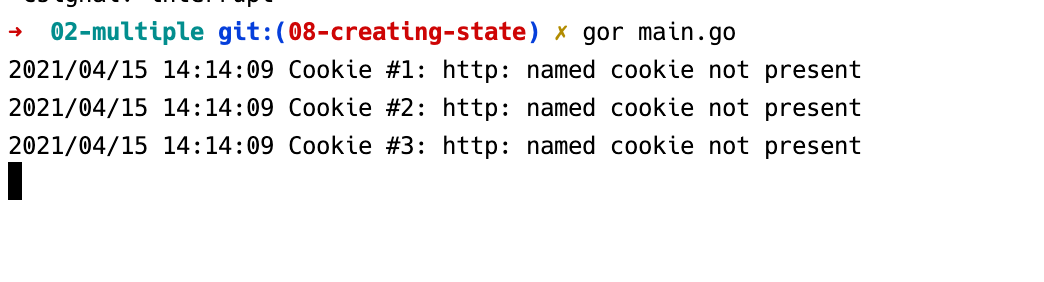 ➜  02-multiple git:(08-creating-state) ✗ gor main.go
2021/04/15 14:14:09 Cookie #1: http: named cookie not present
2021/04/15 14:14:09 Cookie #2: http: named cookie not present
2021/04/15 14:14:09 Cookie #3: http: named cookie not present